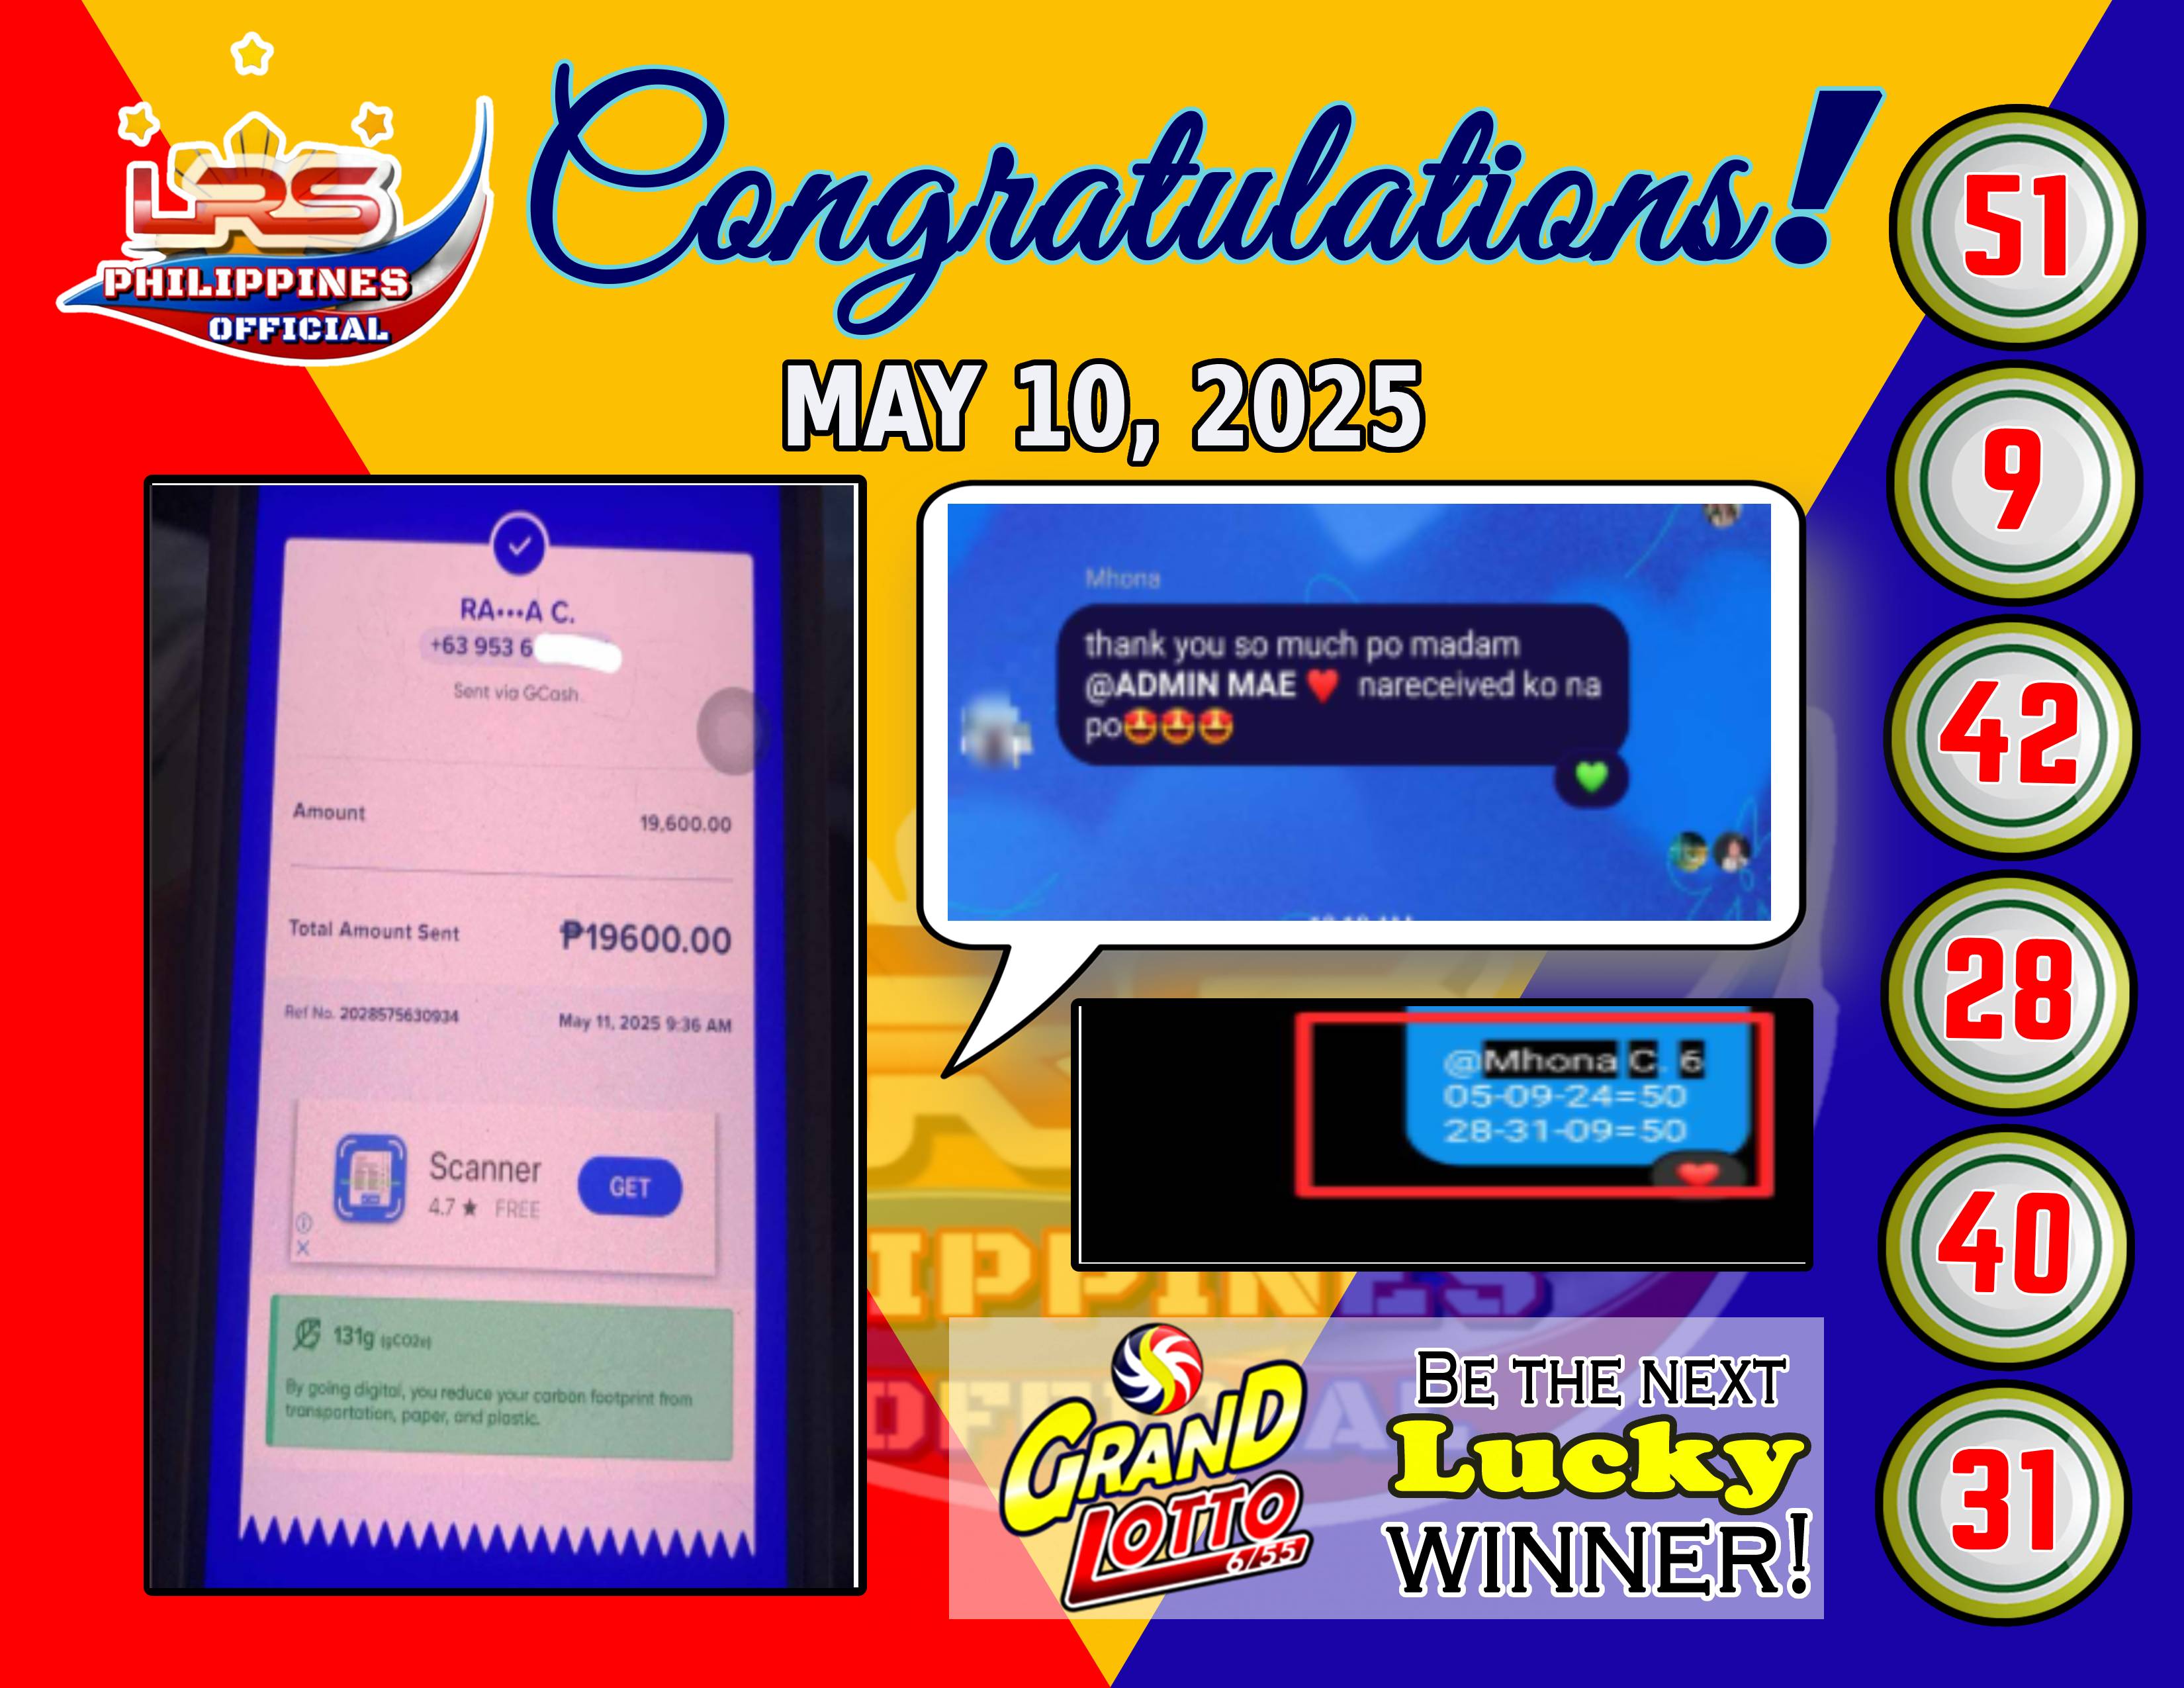 LRS
PHILIPPINES
OFFICIAL
Congratulations!
MAY 10, 2025
RA•••A C.
+63 953 6
Sent via GCash
Amount 19,600.00
Total Amount Sent ₱19600.00
Ref No. 2028575630934 May 11, 2025 9:36 AM
Scanner
4.7 ★ FREE
GET
131g (gCO2e)
By going digital, you reduce your carbon footprint from
transportation, paper, and plastic.
Mhona
thank you so much po madam
@ADMIN MAE ❤️ nareceived ko na
po🤩🤩🤩
@Mhona C. 6
05-09-24=50
28-31-09=50
GRAND
LOTTO
6/55
BE THE NEXT
Lucky
WINNER!
51
9
42
28
40
31